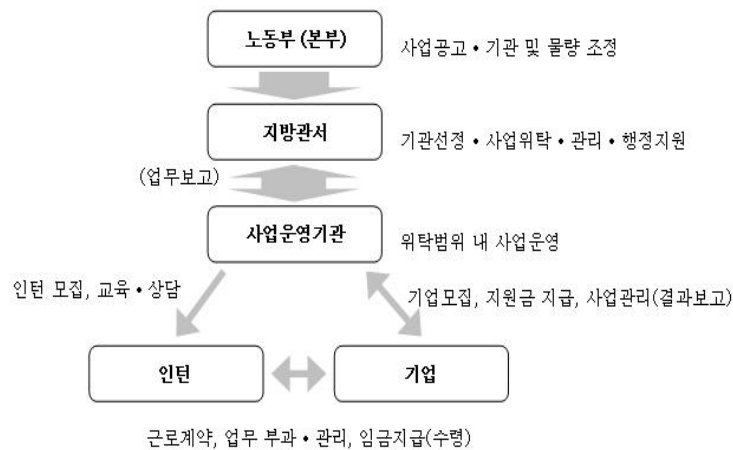 노동부 (본부)
사업공고•기관 및 물량 조정
지방관서
기관선정•사업위탁•관리•행정지원
(업무보고)
사업운영기관
위탁범위 내 사업운영
인턴 모집, 교육•상담
기업모집, 지원금 지급, 사업관리(결과보고)
인턴
기업
근로계약, 업무 부과•관리, 임금지급(수령)